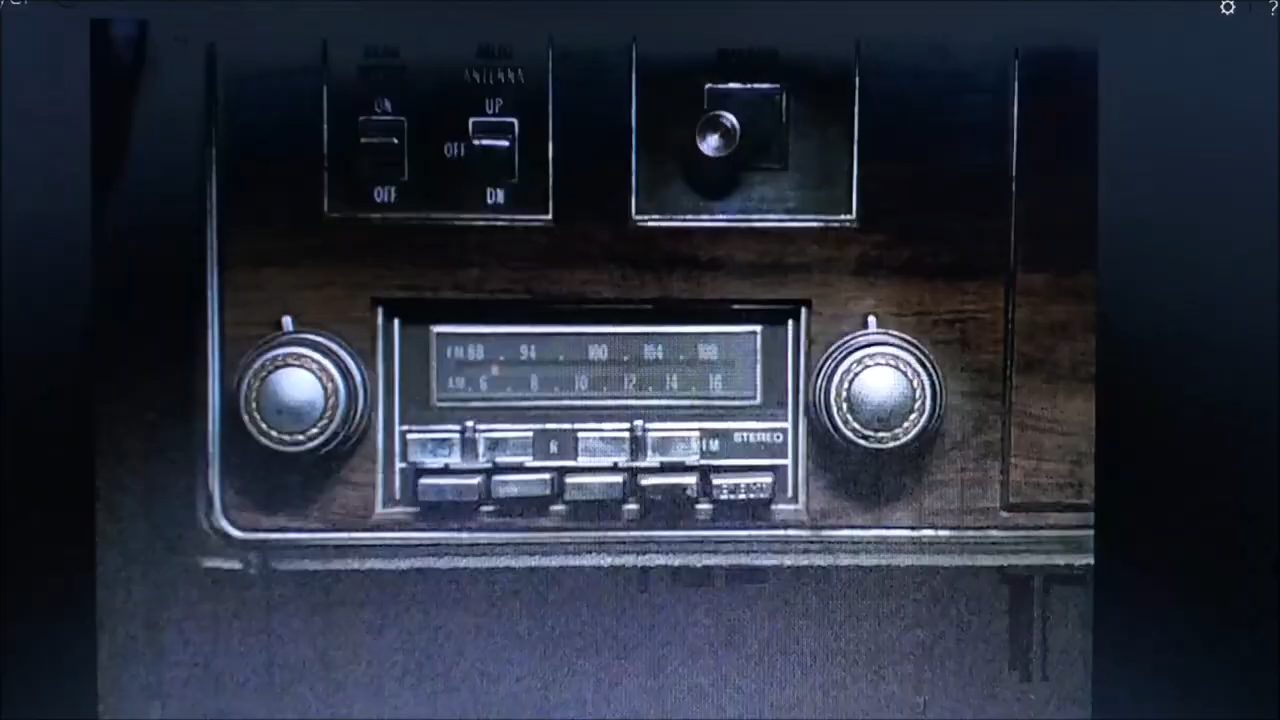 ANTENNA
ON
UP
OFF
OFF
DN
FM 88 . 94 . 100 . 104 . 108
AM . 6 . 8 . 10 . 12 . 14 . 16
STEREO
?